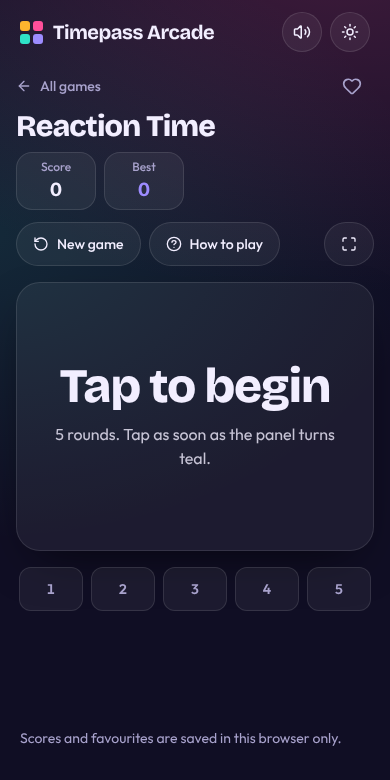 Timepass Arcade
All games
Reaction Time
Score
0
Best
0
New game
How to play
Tap to begin
5 rounds. Tap as soon as the panel turns
teal.
1
2
3
4
5
Scores and favourites are saved in this browser only.